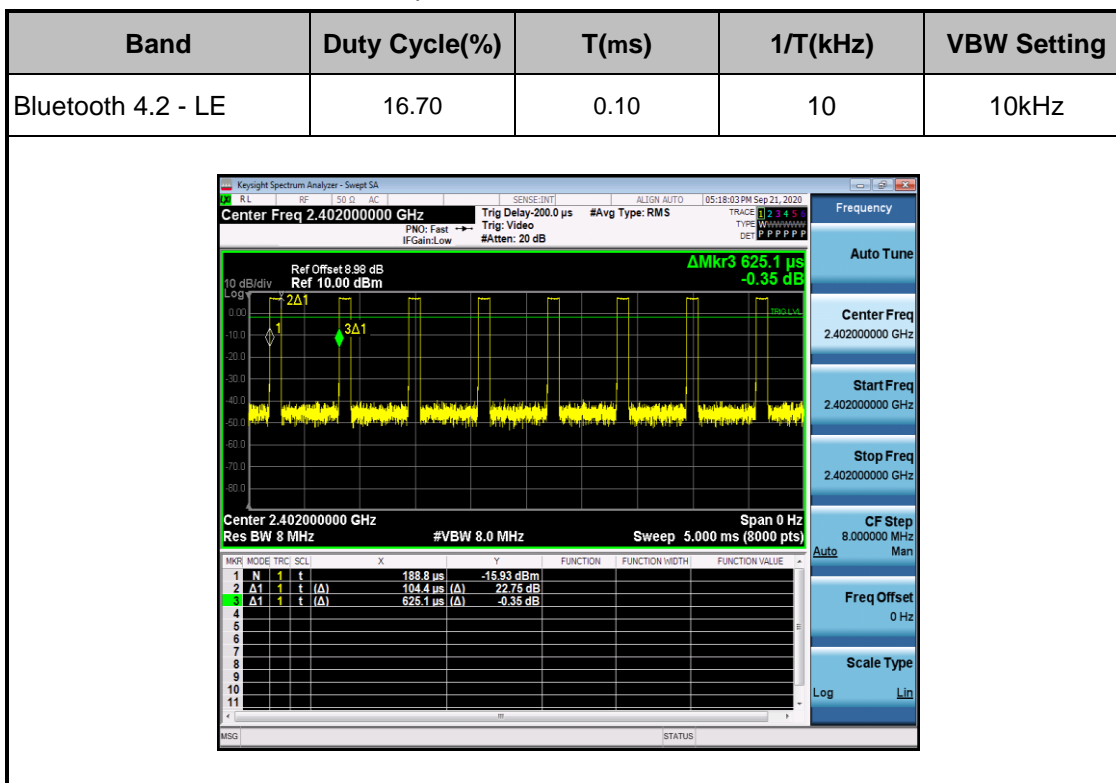 Band Duty Cycle(%) T(ms) 1/T(kHz) VBW Setting
Bluetooth 4.2 - LE 16.70 0.10 10 10kHz
Keysight Spectrum Analyzer - Swept SA
RL RF 50 Ω AC SENSE:INT ALIGN AUTO 05:18:03 PM Sep 21, 2020
Center Freq 2.402000000 GHz Trig Delay-200.0 µs #Avg Type: RMS TRACE 1 2 3 4 5 6
PNO: Fast Trig: Video TYPE W
IFGain:Low #Atten: 20 dB DET P P P P P P
Frequency
Auto Tune
ΔMkr3 625.1 µs
-0.35 dB
Ref Offset 8.98 dB
10 dB/div Ref 10.00 dBm
Log
2Δ1
0.00
TRIG LVL
1
3Δ1
-10.0
-20.0
-30.0
-40.0
-50.0
-60.0
-70.0
-80.0
Center 2.402000000 GHz Span 0 Hz
Res BW 8 MHz #VBW 8.0 MHz Sweep 5.000 ms (8000 pts)
Center Freq
2.402000000 GHz
Start Freq
2.402000000 GHz
Stop Freq
2.402000000 GHz
CF Step
8.000000 MHz
Auto Man
Freq Offset
0 Hz
Scale Type
Log Lin
MKR MODE TRC SCL X Y FUNCTION FUNCTION WIDTH FUNCTION VALUE
1 N 1 t 188.8 µs -15.93 dBm
2 Δ1 1 t (Δ) 104.4 µs (Δ) 22.75 dB
3 Δ1 1 t (Δ) 625.1 µs (Δ) -0.35 dB
4
5
6
7
8
9
10
11
MSG STATUS